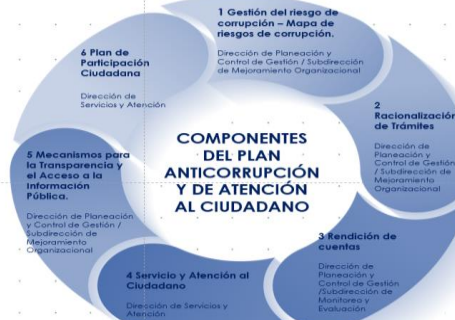 1 Gestión del riesgo de
corrupción – Mapa de
riesgos de corrupción.
Dirección de Planeación y
Control de Gestión / Subdirección
de Mejoramiento Organizacional
2
Racionalización
de Trámites
Dirección de
Planeación y
Control de Gestión
/ Subdirección de
Mejoramiento
Organizacional
3 Rendición de
cuentas
Dirección de
Planeación y
Control de Gestión
/Subdirección de
Monitoreo y
Evaluación
4 Servicio y Atención al
Ciudadano
Dirección de Servicios y
Atención
5 Mecanismos para
la Transparencia y
el Acceso a la
Información
Pública.
Dirección de Planeación
y Control de Gestión /
Subdirección de
Mejoramiento
Organizacional
6 Plan de
Participación
Ciudadana
Dirección de
Servicios y Atención
COMPONENTES
DEL PLAN
ANTICORRUPCIÓN
Y DE ATENCIÓN
AL CIUDADANO